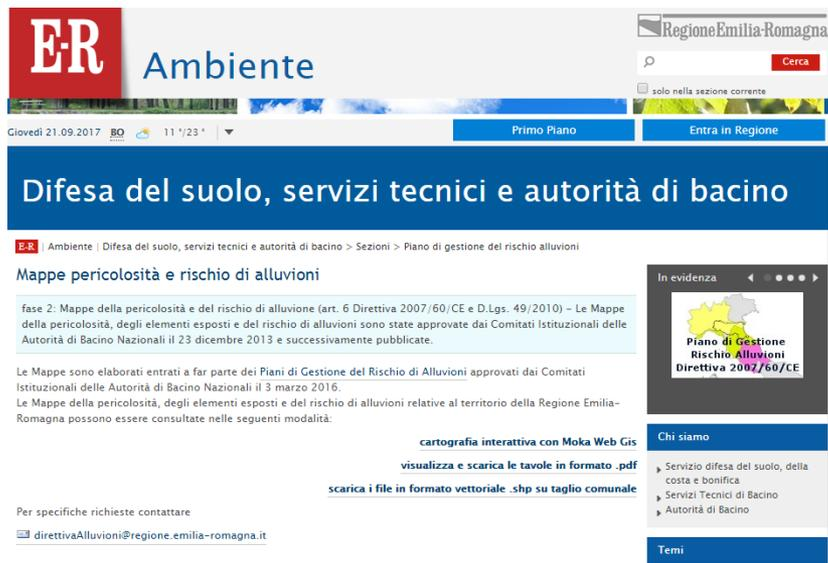 E-R
Ambiente
RegioneEmilia-Romagna
Cerca
solo nella sezione corrente
Giovedì 21.09.2017 BO 11°/23°
Primo Piano
Entra in Regione
Difesa del suolo, servizi tecnici e autorità di bacino
E-R | Ambiente | Difesa del suolo, servizi tecnici e autorità di bacino > Sezioni > Piano di gestione del rischio alluvioni
Mappe pericolosità e rischio di alluvioni
fase 2: Mappe della pericolosità e del rischio di alluvione (art. 6 Direttiva 2007/60/CE e D.Lgs. 49/2010) – Le Mappe
della pericolosità, degli elementi esposti e del rischio di alluvioni sono state approvate dai Comitati Istituzionali delle
Autorità di Bacino Nazionali il 23 dicembre 2013 e successivamente pubblicate.
Le Mappe sono elaborati entrati a far parte dei Piani di Gestione del Rischio di Alluvioni approvati dai Comitati
Istituzionali delle Autorità di Bacino Nazionali il 3 marzo 2016.
Le Mappe della pericolosità, degli elementi esposti e del rischio di alluvioni relative al territorio della Regione Emilia-
Romagna possono essere consultate nelle seguenti modalità:
cartografia interattiva con Moka Web Gis
visualizza e scarica le tavole in formato .pdf
scarica i file in formato vettoriale .shp su taglio comunale
Per specifiche richieste contattare
direttivaAlluvioni@regione.emilia-romagna.it
In evidenza
Piano di Gestione
Rischio Alluvioni
Direttiva 2007/60/CE
Chi siamo
Servizio difesa del suolo, della
costa e bonifica
Servizi Tecnici di Bacino
Autorità di Bacino
Temi